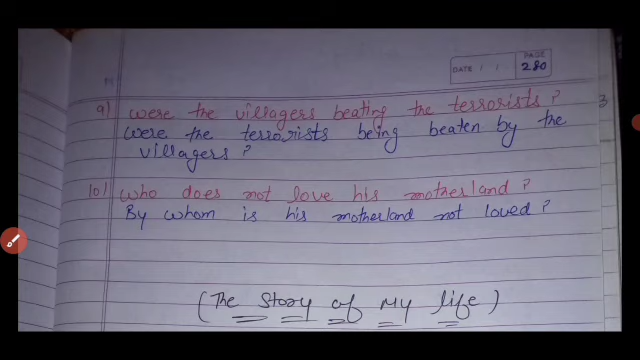 DATE / / PAGE 280
9) were the villagers beating the terrorists?
were the terrorists being beaten by the
villagers?
10) who does not love his motherland?
By whom is his motherland not loved?
(The Story of My life)